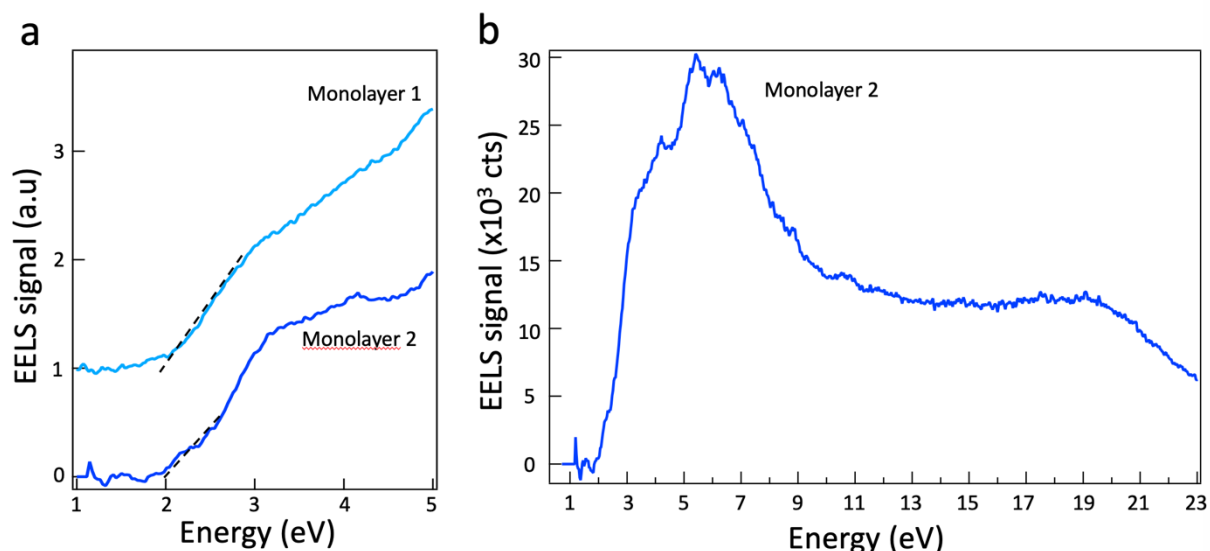 a
Monolayer 1
Monolayer 2
EELS signal (a.u)
3
2
1
0
1 2 3 4 5
Energy (eV)
b
Monolayer 2
EELS signal (x10³ cts)
30
25
20
15
10
5
0
1 3 5 7 9 11 13 15 17 19 21 23
Energy (eV)